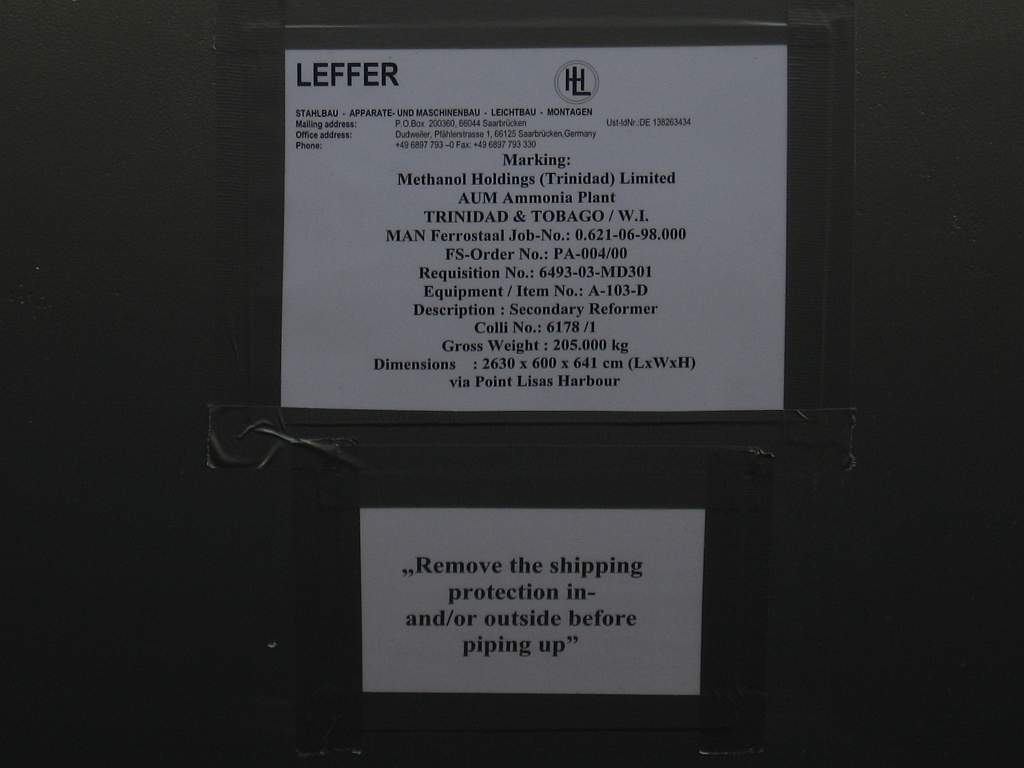 LEFFER
HL
STAHLBAU - APPARATE- UND MASCHINENBAU - LEICHTBAU - MONTAGEN
Mailing address: P.O.Box 200360, 66044 Saarbrücken Ust-IdNr.:DE 138263434
Office address: Dudweiler, Pfählerstrasse 1, 66125 Saarbrücken,Germany
Phone: +49 6897 793 –0 Fax: +49 6897 793 330
Marking:
Methanol Holdings (Trinidad) Limited
AUM Ammonia Plant
TRINIDAD & TOBAGO / W.I.
MAN Ferrostaal Job-No.: 0.621-06-98.000
FS-Order No.: PA-004/00
Requisition No.: 6493-03-MD301
Equipment / Item No.: A-103-D
Description : Secondary Reformer
Colli No.: 6178 /1
Gross Weight : 205.000 kg
Dimensions : 2630 x 600 x 641 cm (LxWxH)
via Point Lisas Harbour
„Remove the shipping
protection in-
and/or outside before
piping up”